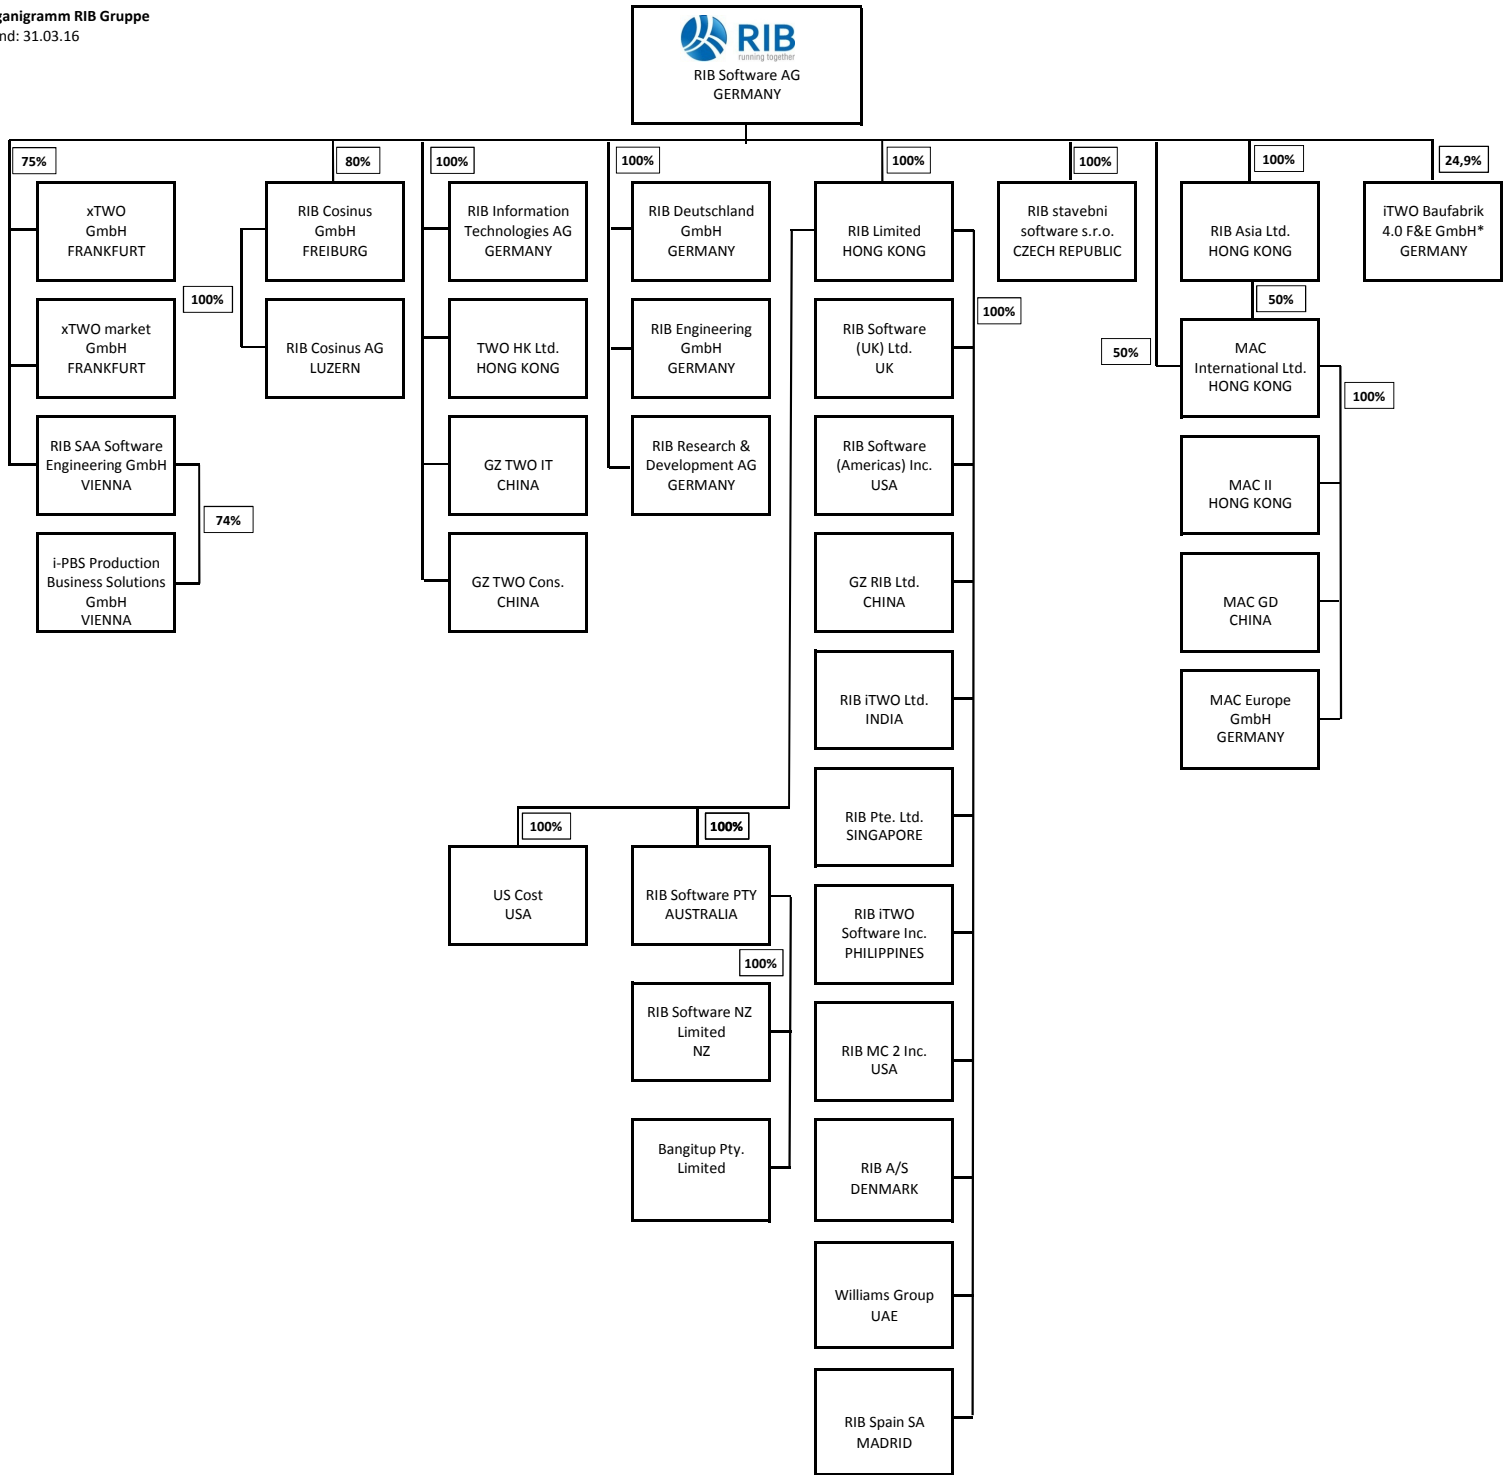 ganigramm RIB Gruppe
nd: 31.03.16
RIB
running together
RIB Software AG
GERMANY
75%
80%
100%
100%
100%
100%
100%
24,9%
xTWO
GmbH
FRANKFURT
RIB Cosinus
GmbH
FREIBURG
RIB Information
Technologies AG
GERMANY
RIB Deutschland
GmbH
GERMANY
RIB Limited
HONG KONG
RIB stavebni
software s.r.o.
CZECH REPUBLIC
RIB Asia Ltd.
HONG KONG
iTWO Baufabrik
4.0 F&E GmbH*
GERMANY
100%
100%
50%
xTWO market
GmbH
FRANKFURT
RIB Cosinus AG
LUZERN
TWO HK Ltd.
HONG KONG
RIB Engineering
GmbH
GERMANY
RIB Software
(UK) Ltd.
UK
50%
MAC
International Ltd.
HONG KONG
100%
RIB SAA Software
Engineering GmbH
VIENNA
GZ TWO IT
CHINA
RIB Research &
Development AG
GERMANY
RIB Software
(Americas) Inc.
USA
MAC II
HONG KONG
74%
i-PBS Production
Business Solutions
GmbH
VIENNA
GZ TWO Cons.
CHINA
GZ RIB Ltd.
CHINA
MAC GD
CHINA
RIB iTWO Ltd.
INDIA
MAC Europe
GmbH
GERMANY
RIB Pte. Ltd.
SINGAPORE
100%
100%
US Cost
USA
RIB Software PTY
AUSTRALIA
RIB iTWO
Software Inc.
PHILIPPINES
100%
RIB Software NZ
Limited
NZ
RIB MC 2 Inc.
USA
Bangitup Pty.
Limited
RIB A/S
DENMARK
Williams Group
UAE
RIB Spain SA
MADRID